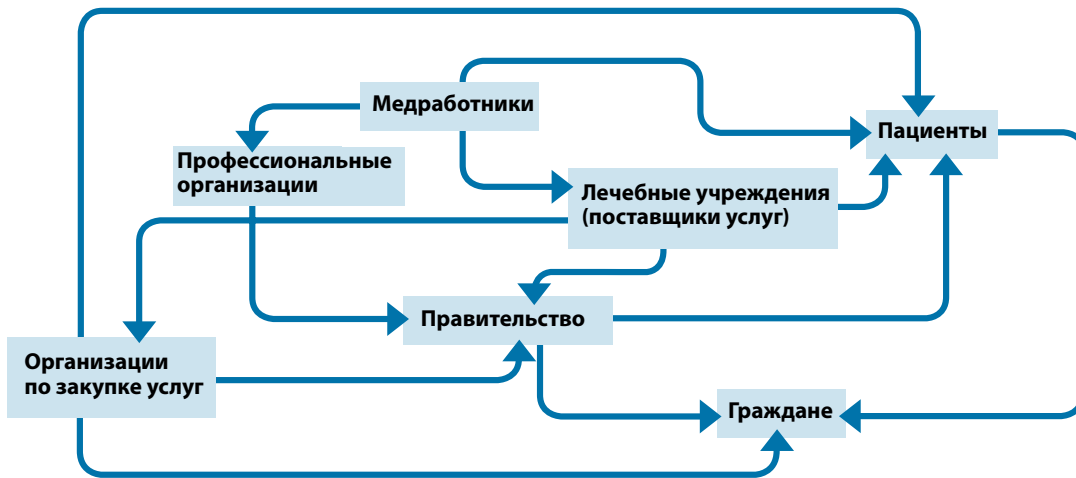 Медработники
Пациенты
Профессиональные
организации
Лечебные учреждения
(поставщики услуг)
Правительство
Организации
по закупке услуг
Граждане